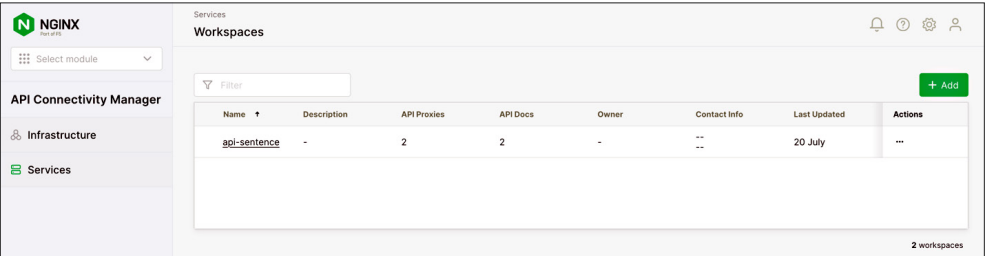 NGINX
Part of F5
Select module
API Connectivity Manager
Infrastructure
Services
Services
Workspaces
Filter
+ Add
Name ↑ Description API Proxies API Docs Owner Contact Info Last Updated Actions
api-sentence - 2 2 - -- 20 July ...
--
2 workspaces